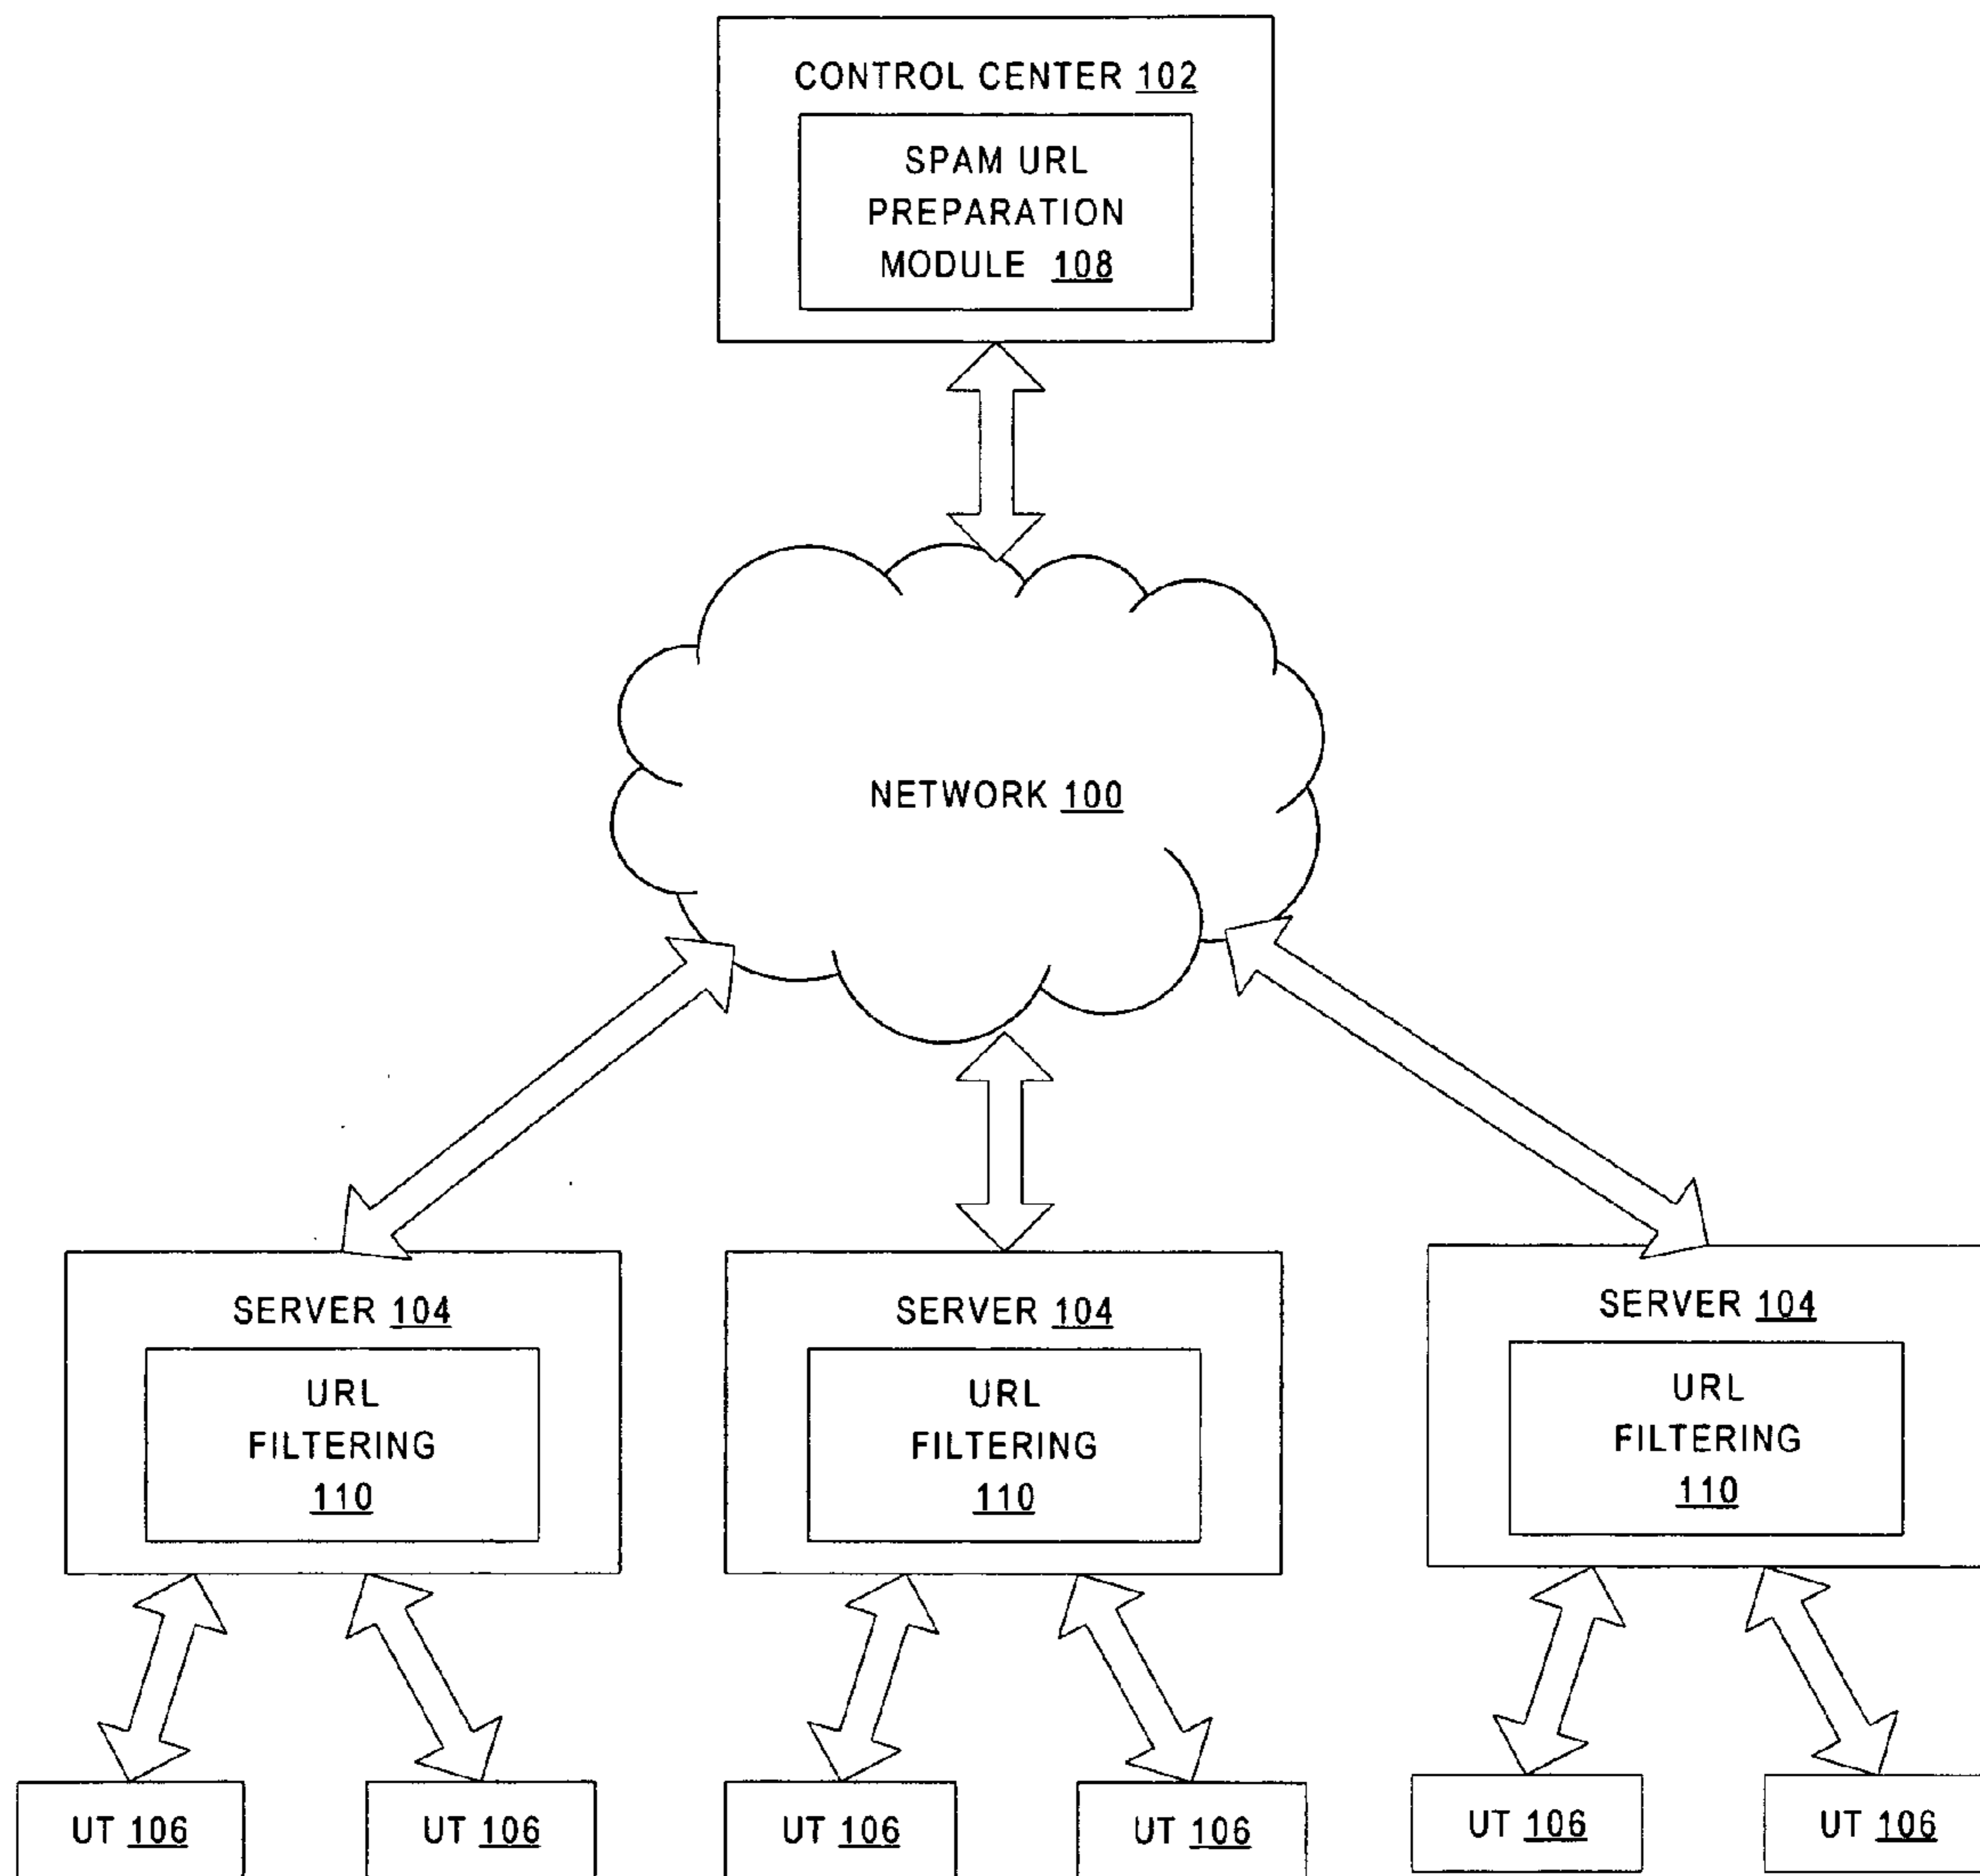 CONTROL CENTER 102
SPAM URL
PREPARATION
MODULE 108
NETWORK 100
SERVER 104
URL
FILTERING
110
SERVER 104
URL
FILTERING
110
SERVER 104
URL
FILTERING
110
UT 106
UT 106
UT 106
UT 106
UT 106
UT 106